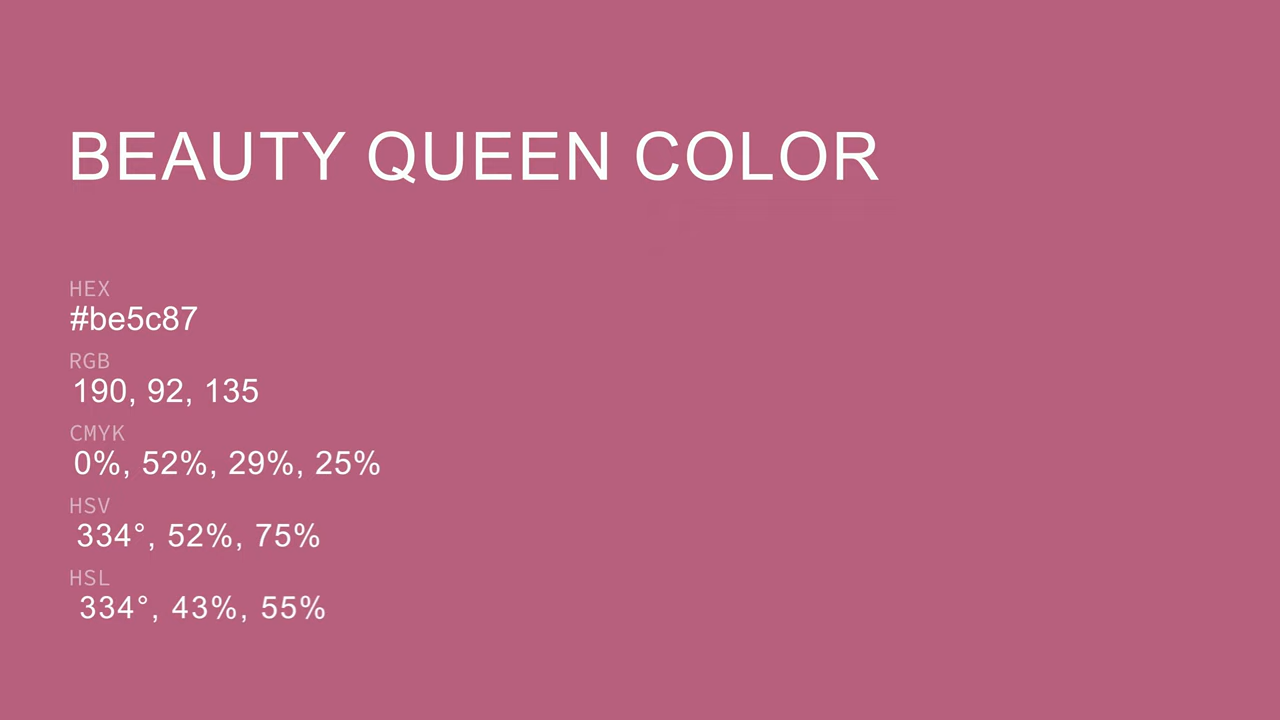 BEAUTY QUEEN COLOR
HEX
#be5c87
RGB
190, 92, 135
CMYK
0%, 52%, 29%, 25%
HSV
334°, 52%, 75%
HSL
334°, 43%, 55%